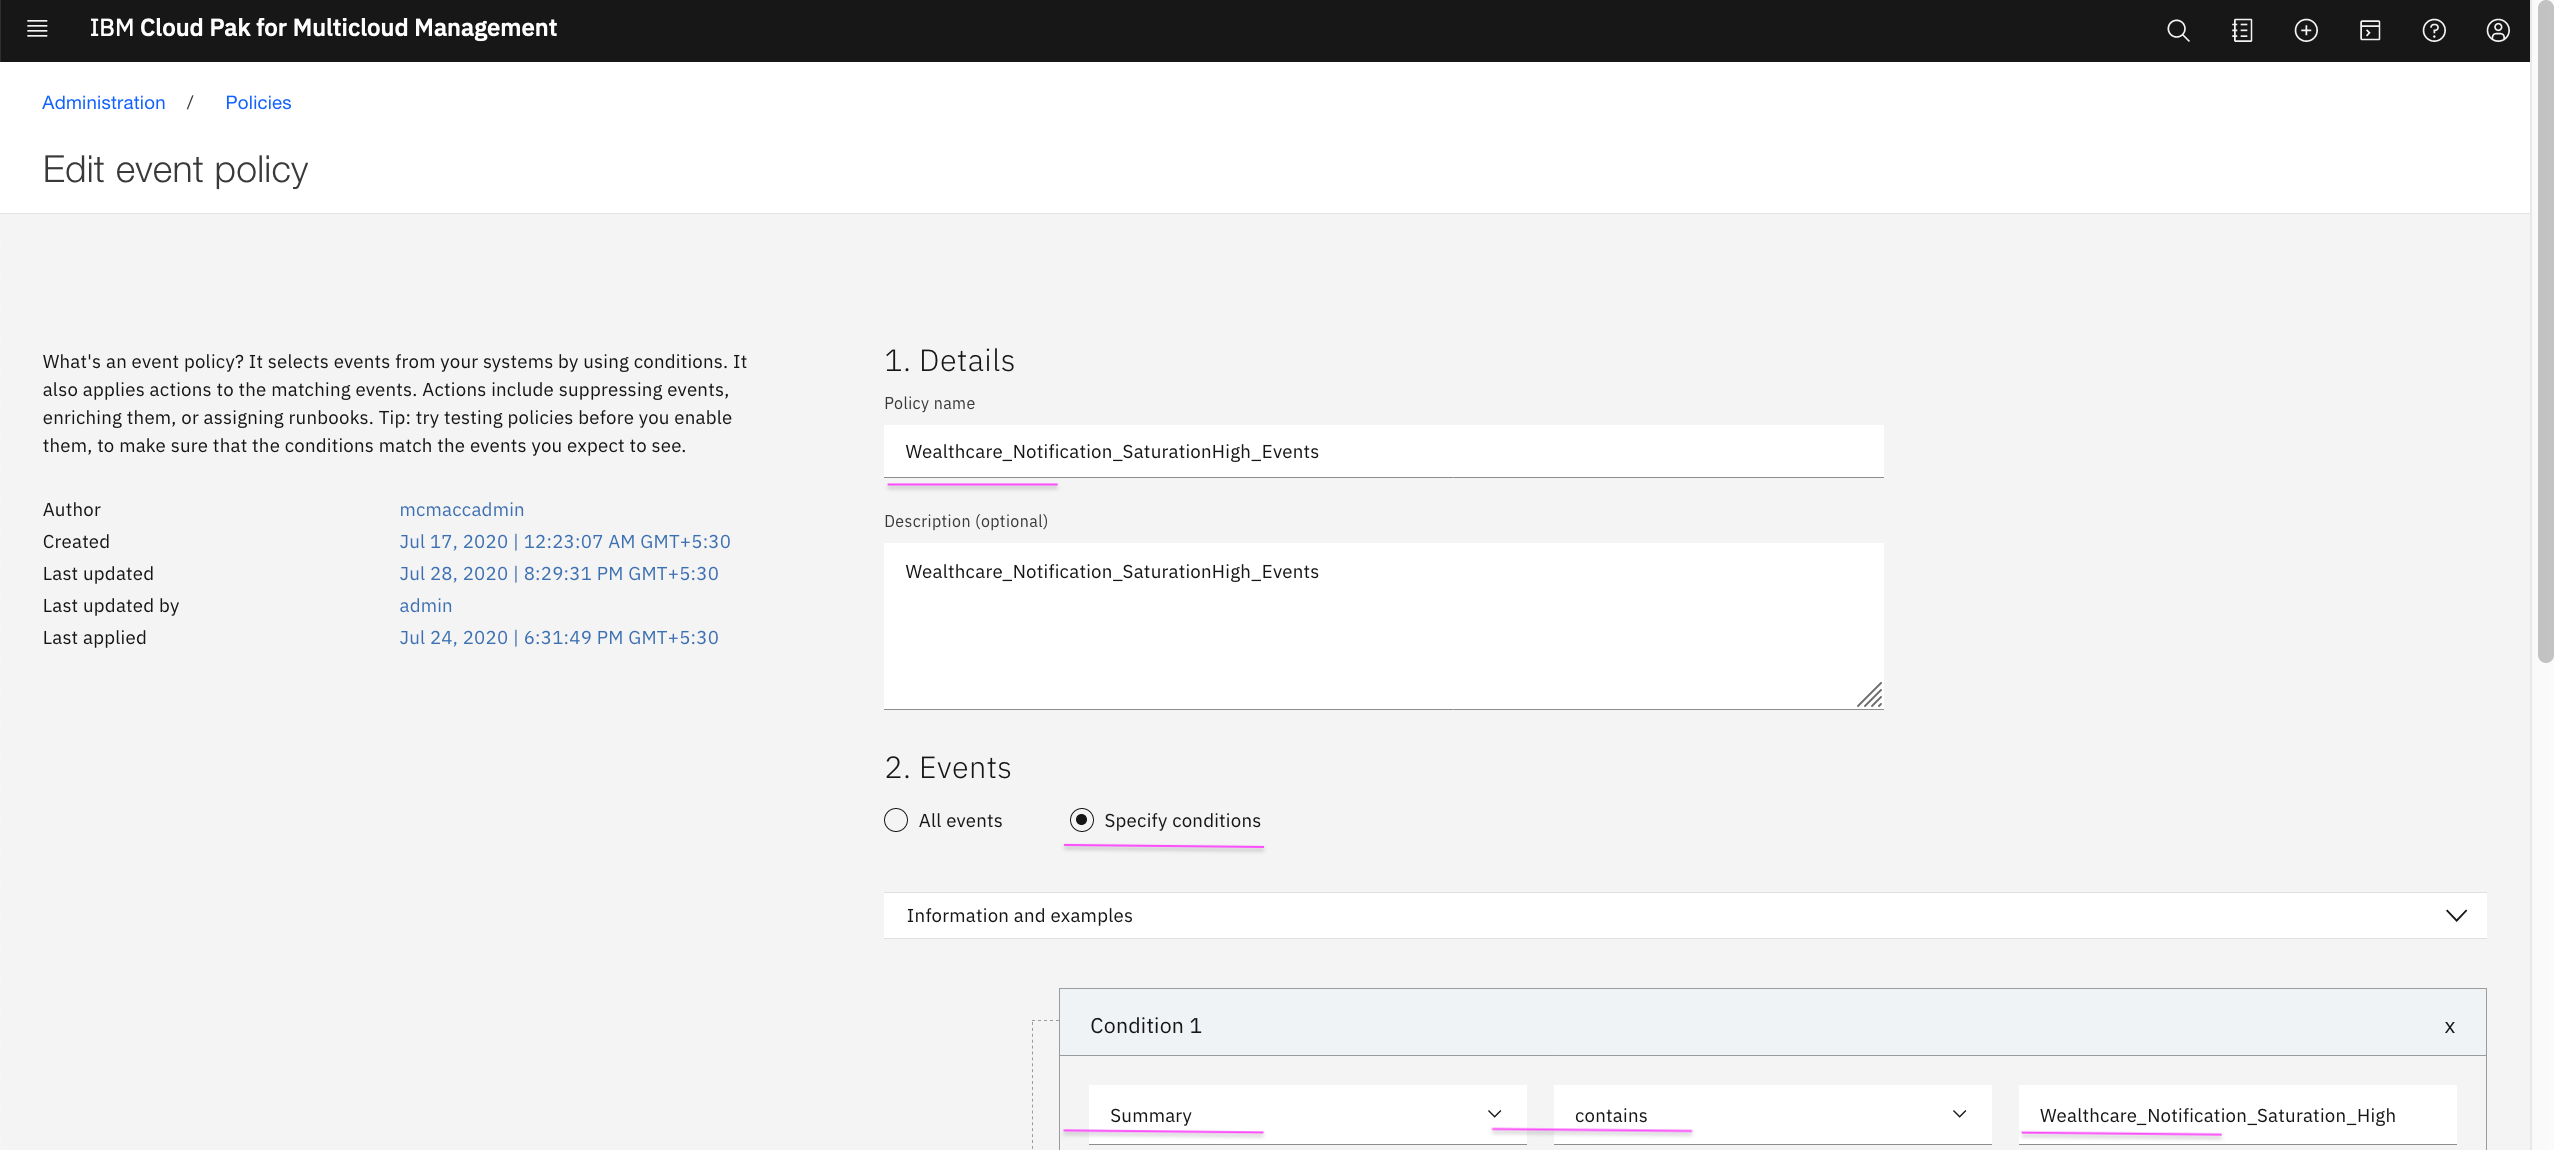 IBM Cloud Pak for Multicloud Management
Administration / Policies
Edit event policy
What's an event policy? It selects events from your systems by using conditions. It
also applies actions to the matching events. Actions include suppressing events,
enriching them, or assigning runbooks. Tip: try testing policies before you enable
them, to make sure that the conditions match the events you expect to see.
Author mcmaccadmin
Created Jul 17, 2020 | 12:23:07 AM GMT+5:30
Last updated Jul 28, 2020 | 8:29:31 PM GMT+5:30
Last updated by admin
Last applied Jul 24, 2020 | 6:31:49 PM GMT+5:30
1. Details
Policy name
Wealthcare_Notification_SaturationHigh_Events
Description (optional)
Wealthcare_Notification_SaturationHigh_Events
2. Events
All events Specify conditions
Information and examples
Condition 1 x
Summary contains Wealthcare_Notification_Saturation_High